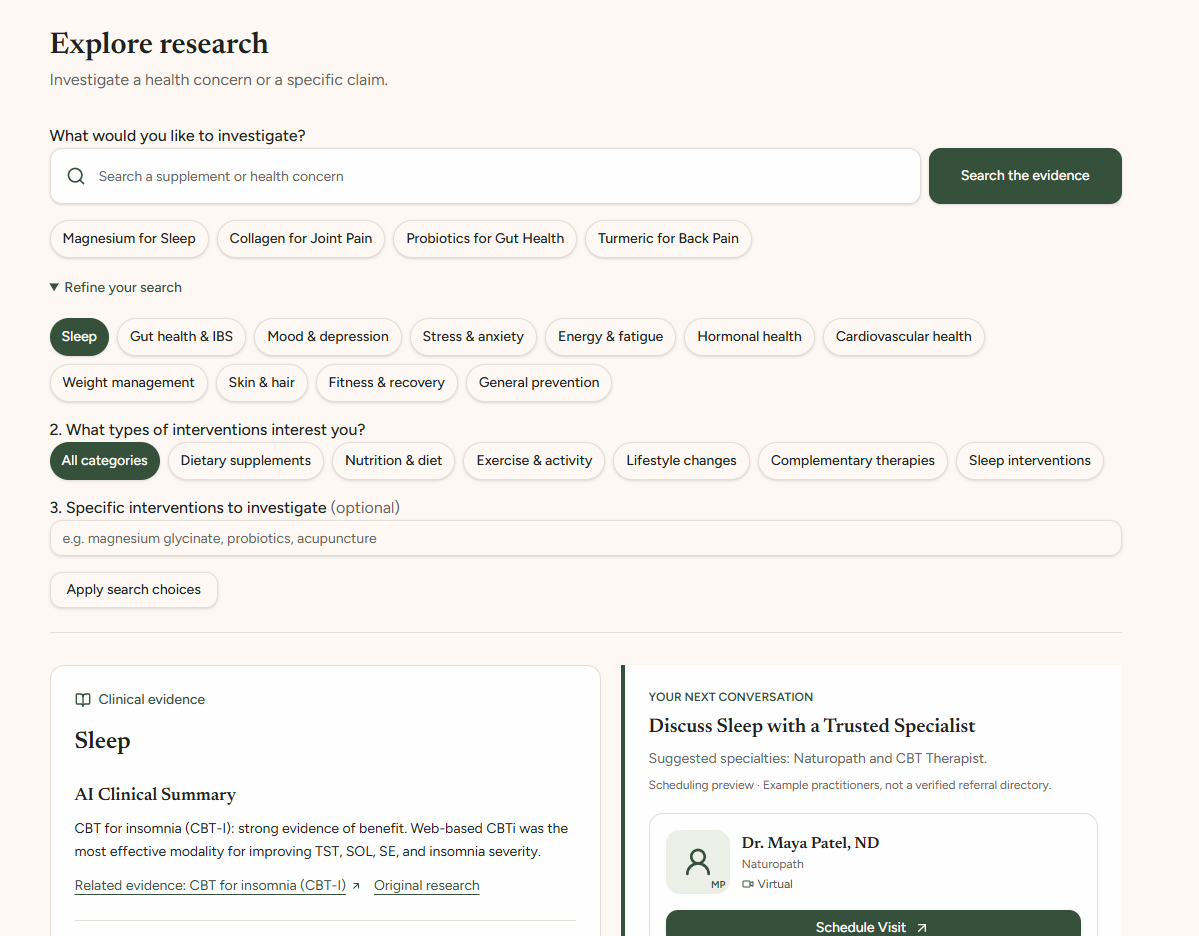 Explore research
Investigate a health concern or a specific claim.
What would you like to investigate?
Search a supplement or health concern
Search the evidence
Magnesium for Sleep
Collagen for Joint Pain
Probiotics for Gut Health
Turmeric for Back Pain
▼ Refine your search
Sleep
Gut health & IBS
Mood & depression
Stress & anxiety
Energy & fatigue
Hormonal health
Cardiovascular health
Weight management
Skin & hair
Fitness & recovery
General prevention
2. What types of interventions interest you?
All categories
Dietary supplements
Nutrition & diet
Exercise & activity
Lifestyle changes
Complementary therapies
Sleep interventions
3. Specific interventions to investigate (optional)
e.g. magnesium glycinate, probiotics, acupuncture
Apply search choices
Clinical evidence
Sleep
AI Clinical Summary
CBT for insomnia (CBT-I): strong evidence of benefit. Web-based CBTi was the
most effective modality for improving TST, SOL, SE, and insomnia severity.
Related evidence: CBT for insomnia (CBT-I) ↗
Original research
YOUR NEXT CONVERSATION
Discuss Sleep with a Trusted Specialist
Suggested specialties: Naturopath and CBT Therapist.
Scheduling preview · Example practitioners, not a verified referral directory.
MP
Dr. Maya Patel, ND
Naturopath
Virtual
Schedule Visit ↗